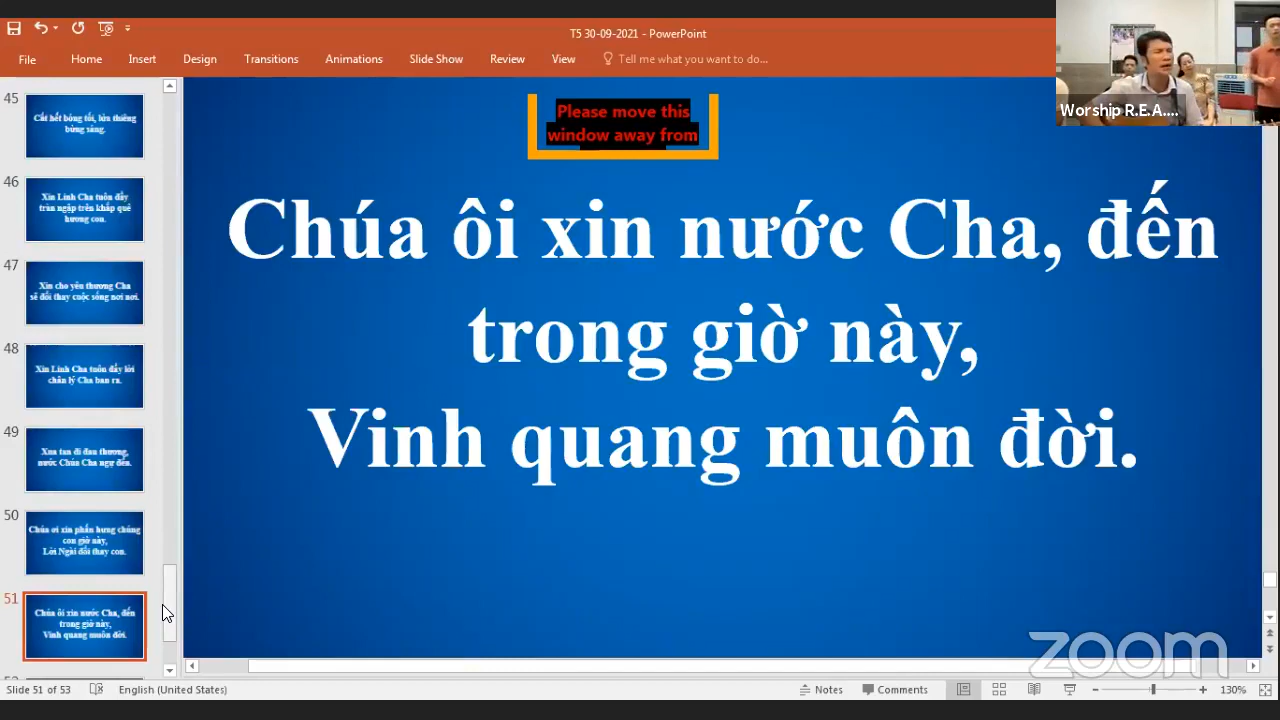 T5 30-09-2021 - PowerPoint
File Home Insert Design Transitions Animations Slide Show Review View Tell me what you want to do...
Worship R.E.A....
Please move this
window away from
Chúa ôi xin nước Cha, đến
trong giờ này,
Vinh quang muôn đời.
45
Cất hết bóng tối, lửa thiêng
bừng sáng.
46
Xin Linh Cha tuôn đầy
tràn ngập trên khắp quê
hương con.
47
Xin cho yêu thương Cha
sẽ đổi thay cuộc sống nơi nơi.
48
Xin Linh Cha tuôn đầy lời
chân lý Cha ban ra.
49
Xua tan đi đau thương,
nước Chúa Cha ngự đến.
50
Chúa ơi xin phấn hưng chúng
con giờ này,
Lời Ngài đổi thay con.
51
Chúa ôi xin nước Cha, đến
trong giờ này,
Vinh quang muôn đời.
zoom
Slide 51 of 53 English (United States) Notes Comments 130%